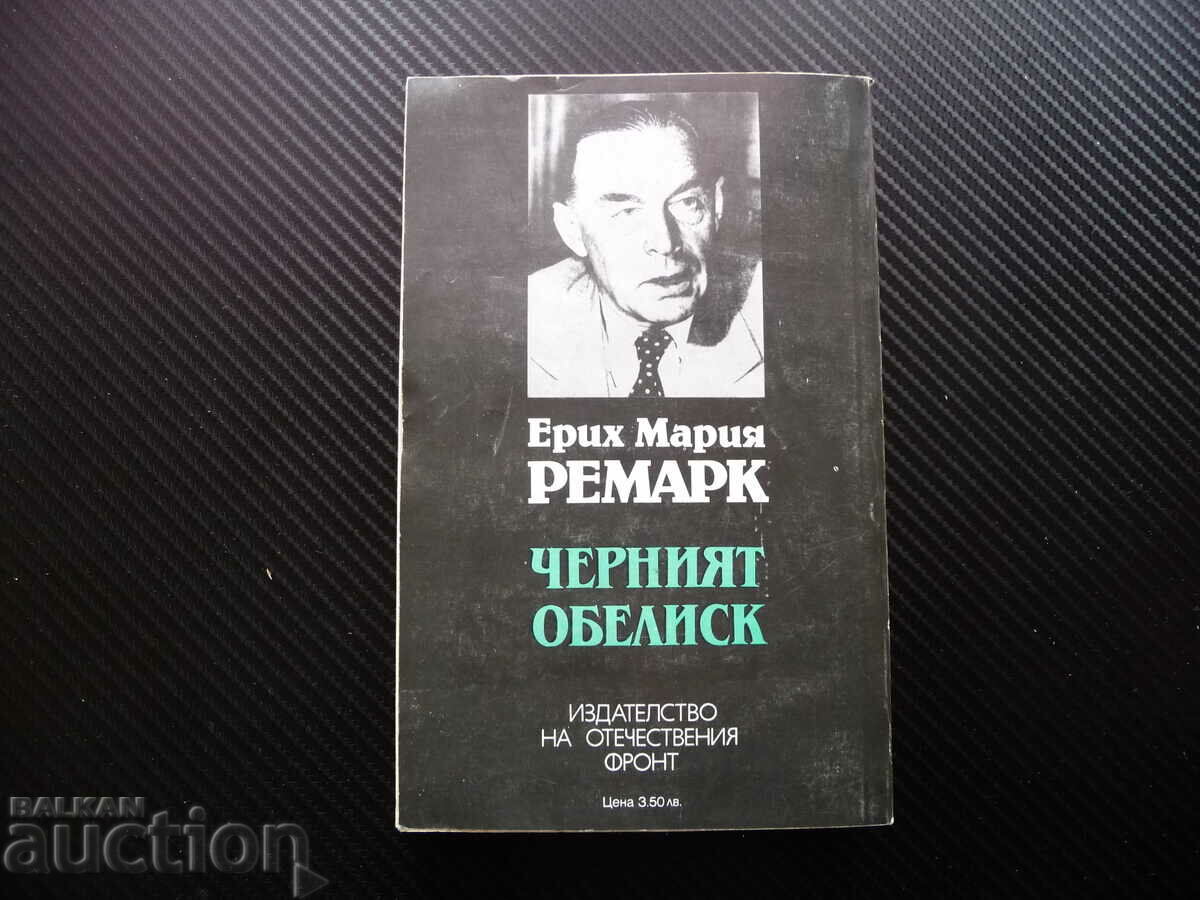 Ерих Мария
РЕМАРК
ЧЕРНИЯТ
ОБЕЛИСК
ИЗДАТЕЛСТВО
НА ОТЕЧЕСТВЕНИЯ
ФРОНТ
Цена 3.50 лв.
BALKAN
auction